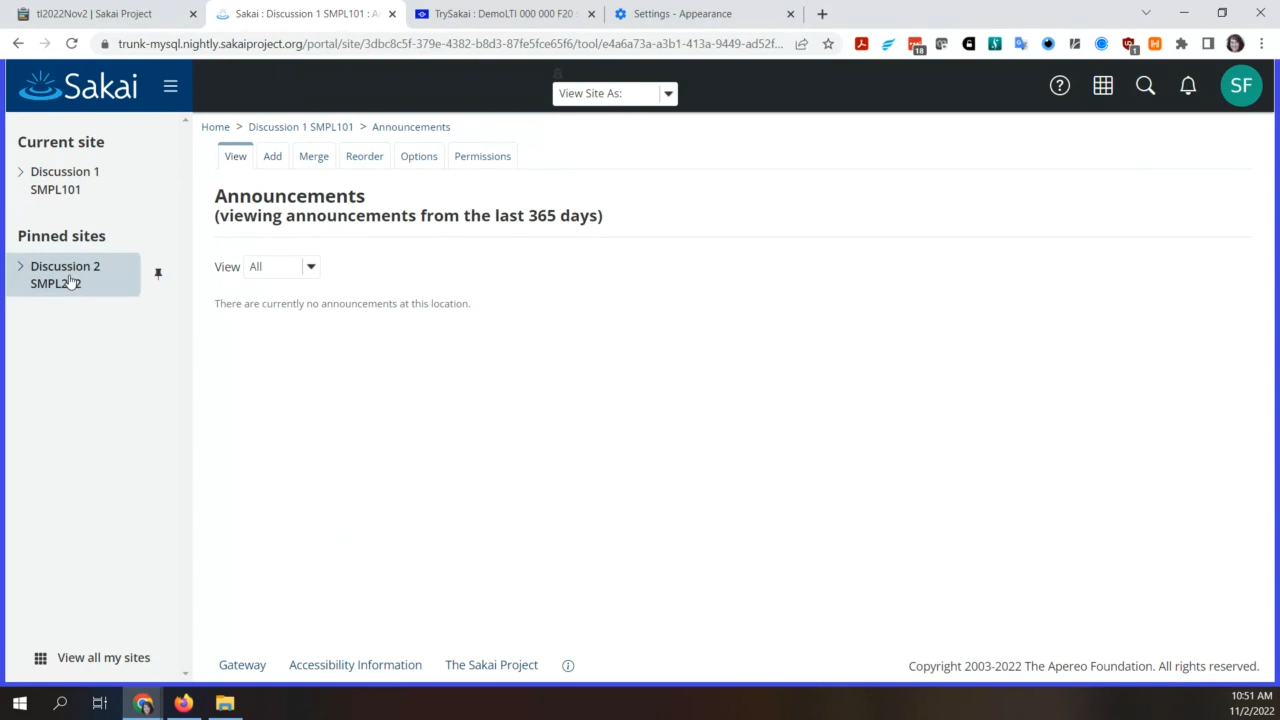 tl2022Nov2 | Sakai Project
Sakai : Discussion 1 SMPL101 : A
TrySakai : DemoLTI 000 000 F20
Settings - Appearance
trunk-mysql.nightly.sakaiproject.org/portal/site/3dbc8c5f-379e-4382-b8d3-87fe5fce65f6/tool/e4a6a73a-a3b1-413a-9449-ad52f...
18
1
Sakai
View Site As:
SF
Home > Discussion 1 SMPL101 > Announcements
Current site
View
Add
Merge
Reorder
Options
Permissions
Discussion 1
SMPL101
Announcements
(viewing announcements from the last 365 days)
Pinned sites
Discussion 2
View All
There are currently no announcements at this location.
View all my sites
Gateway
Accessibility Information
The Sakai Project
Copyright 2003-2022 The Apereo Foundation. All rights reserved.
10:51 AM
11/2/2022